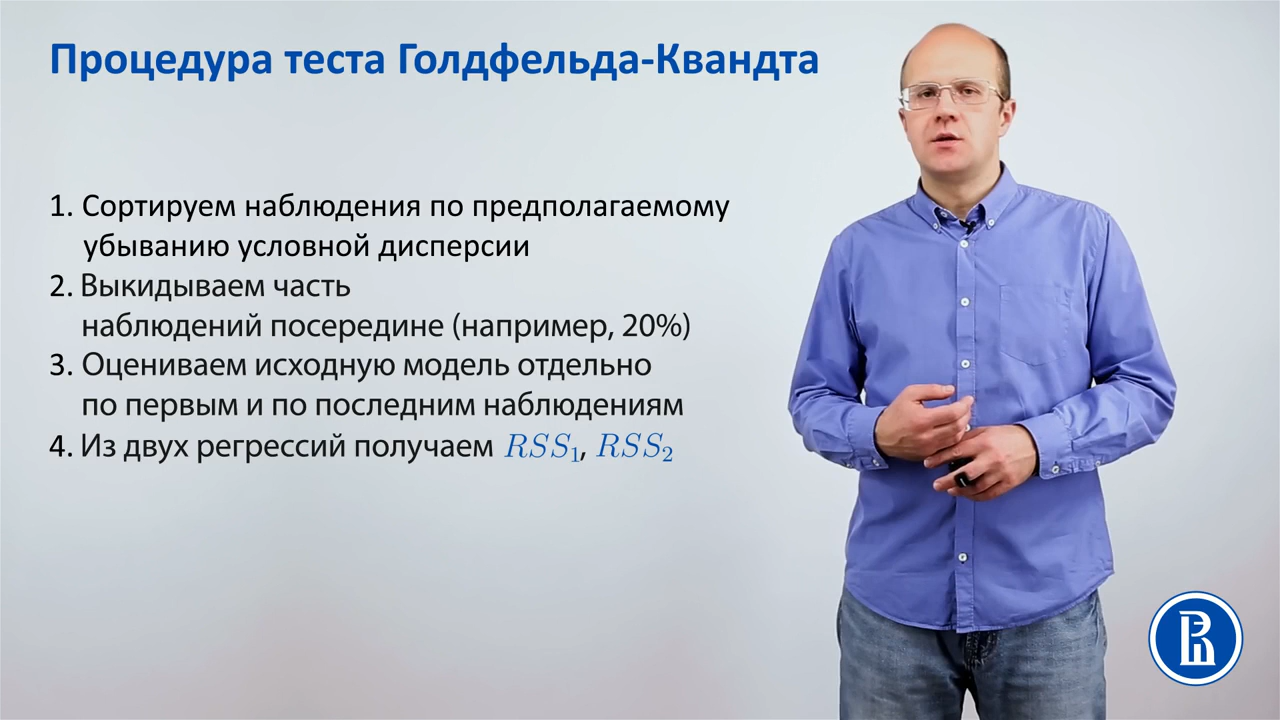 Процедура теста Голдфельда-Квандта
1. Сортируем наблюдения по предполагаемому
убыванию условной дисперсии
2. Выкидываем часть
наблюдений посередине (например, 20%)
3. Оцениваем исходную модель отдельно
по первым и по последним наблюдениям
4. Из двух регрессий получаем RSS₁, RSS₂